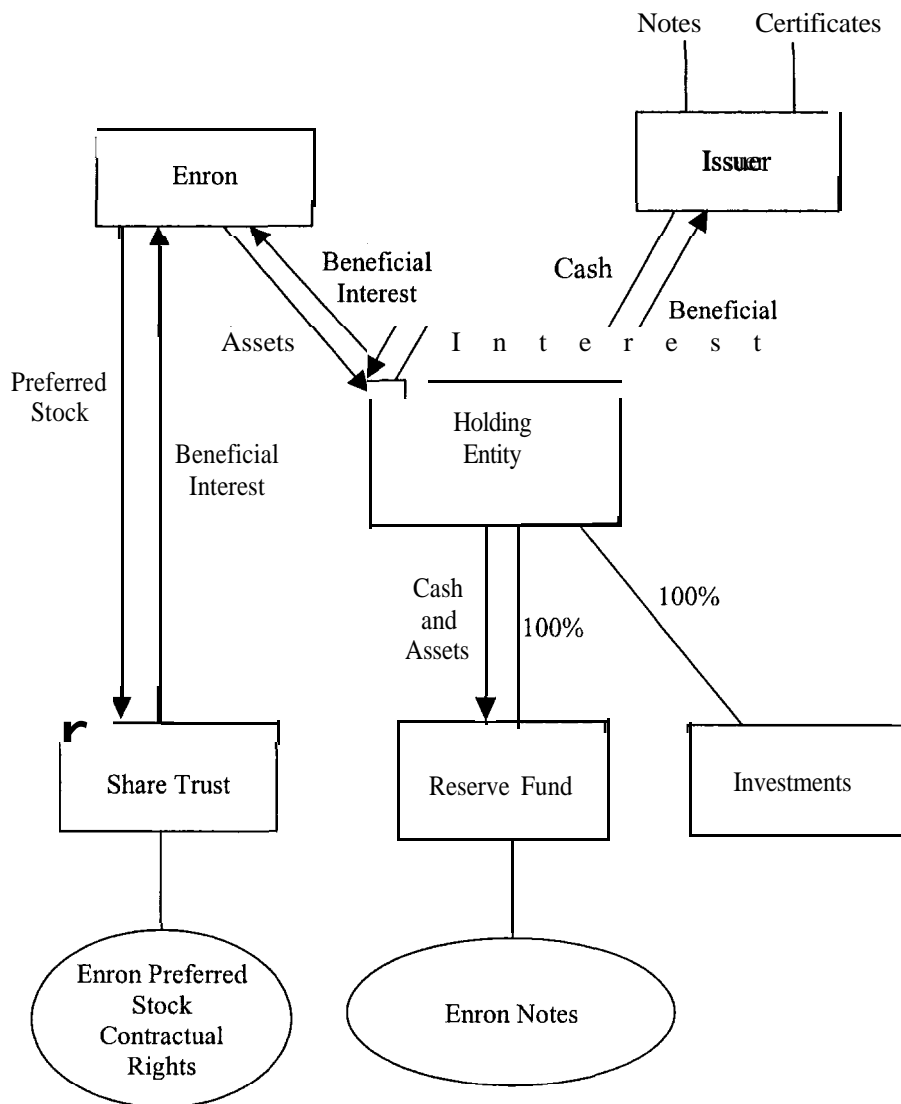 Notes Certificates
Enron
Issuer
Beneficial
Interest
Cash
Beneficial
Interest
Assets
Preferred
Stock
Holding
Entity
Beneficial
Interest
Cash
and
Assets
100%
100%
Share Trust
Reserve Fund
Investments
Enron Preferred
Stock
Contractual
Rights
Enron Notes